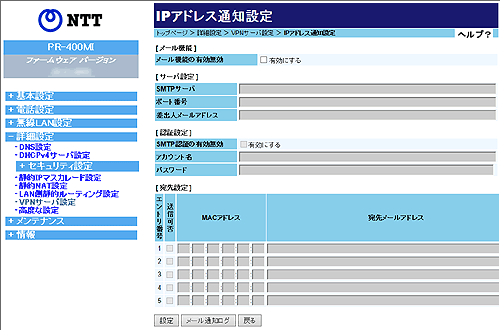 NTT
PR-400MI
ファームウェア バージョン
+ 基本設定
+ 電話設定
+ 無線LAN設定
− 詳細設定
・DNS設定
・DHCPv4サーバ設定
+ セキュリティ設定
・静的IPマスカレード設定
・静的NAT設定
・LAN側静的ルーティング設定
・VPNサーバ設定
・高度な設定
+ メンテナンス
+ 情報
IPアドレス通知設定
トップページ > 詳細設定 > VPNサーバ設定 > IPアドレス通知設定
ヘルプ?
[メール機能]
メール機能の有効無効 有効にする
[サーバ設定]
SMTPサーバ
ポート番号
差出人メールアドレス
[認証設定]
SMTP認証の有効無効 有効にする
アカウント名
パスワード
[宛先設定]
エントリ番号 送信可否 MACアドレス 宛先メールアドレス
1 : : : : :
2 : : : : :
3 : : : : :
4 : : : : :
5 : : : : :
設定 メール通知ログ 戻る